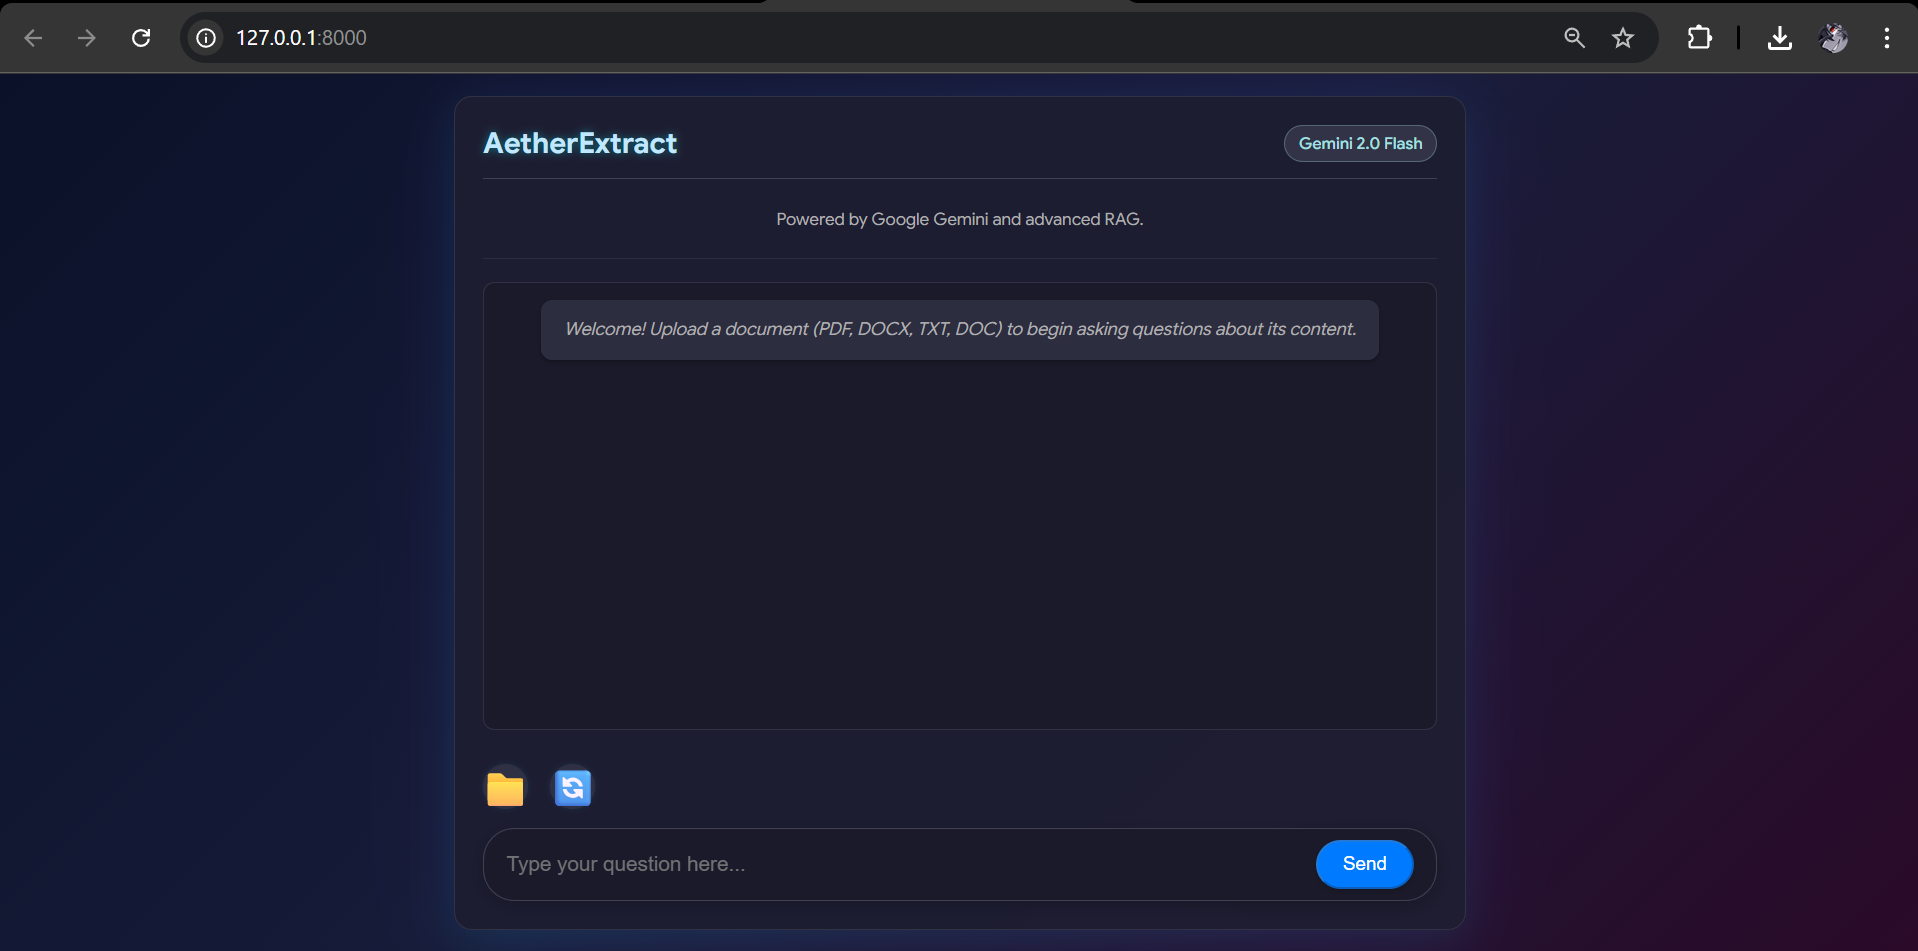 127.0.0.1:8000
AetherExtract
Gemini 2.0 Flash
Powered by Google Gemini and advanced RAG.
Welcome! Upload a document (PDF, DOCX, TXT, DOC) to begin asking questions about its content.
Type your question here...
Send